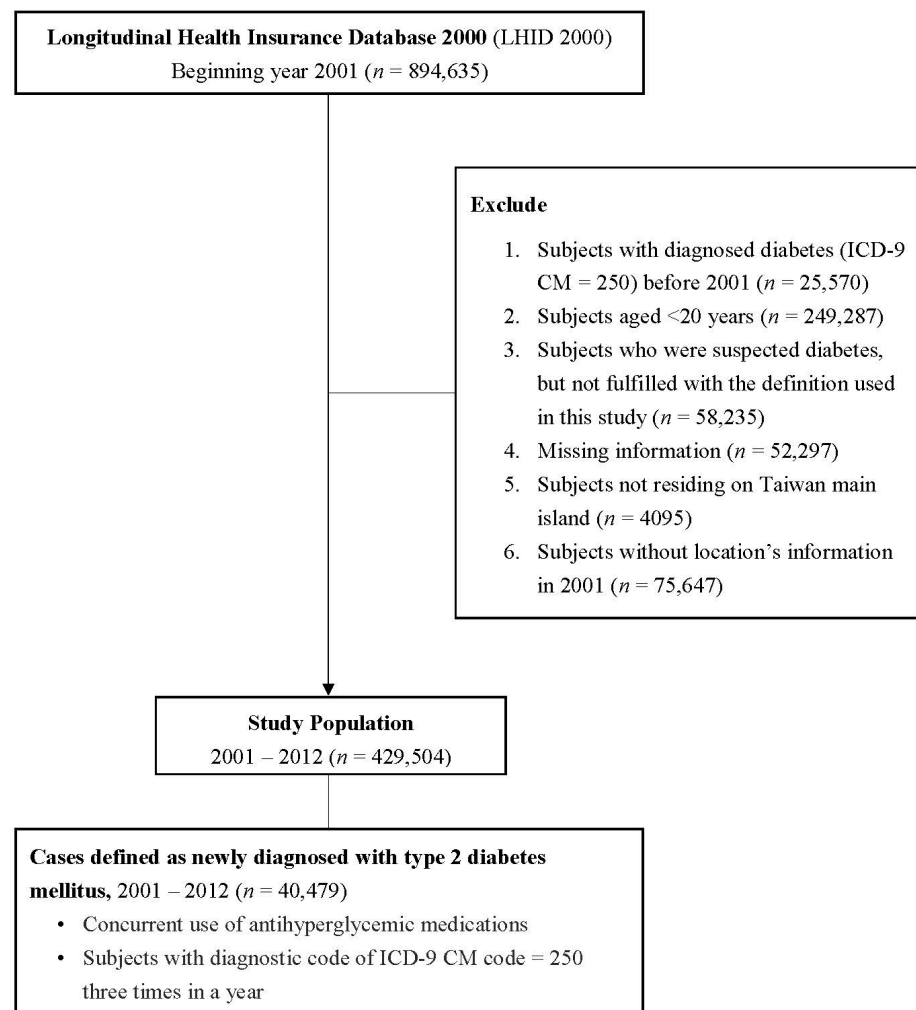 Longitudinal Health Insurance Database 2000 (LHID 2000)
Beginning year 2001 (n = 894,635)
Exclude
1. Subjects with diagnosed diabetes (ICD-9
CM = 250) before 2001 (n = 25,570)
2. Subjects aged <20 years (n = 249,287)
3. Subjects who were suspected diabetes,
but not fulfilled with the definition used
in this study (n = 58,235)
4. Missing information (n = 52,297)
5. Subjects not residing on Taiwan main
island (n = 4095)
6. Subjects without location’s information
in 2001 (n = 75,647)
Study Population
2001 – 2012 (n = 429,504)
Cases defined as newly diagnosed with type 2 diabetes
mellitus, 2001 – 2012 (n = 40,479)
• Concurrent use of antihyperglycemic medications
• Subjects with diagnostic code of ICD-9 CM code = 250
three times in a year